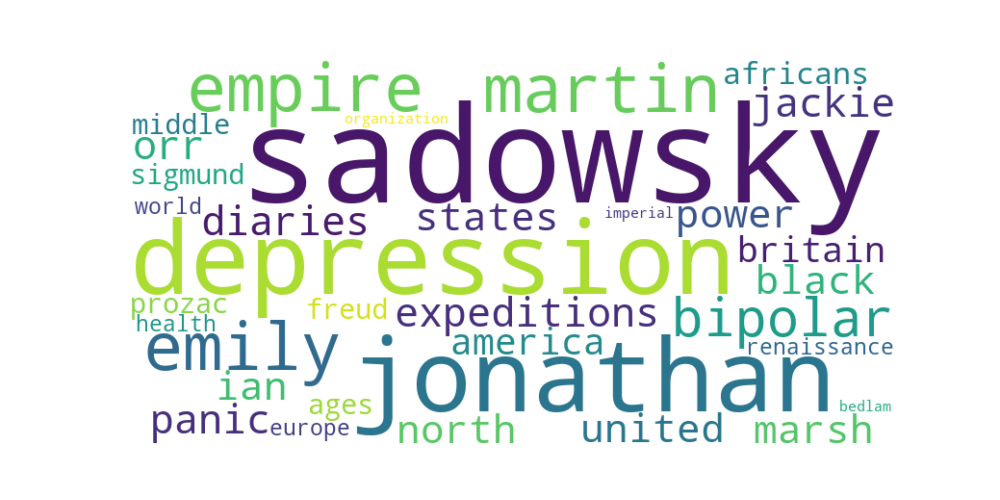 empire martin africans
jackie
organization
middle
orr sadowsky
sigmund
world diaries states imperial power
depression britain
black
prozac freud expeditions bipolar
health
emily america renaissance
jonathan
ian
ages bedlam
panic europe north united marsh